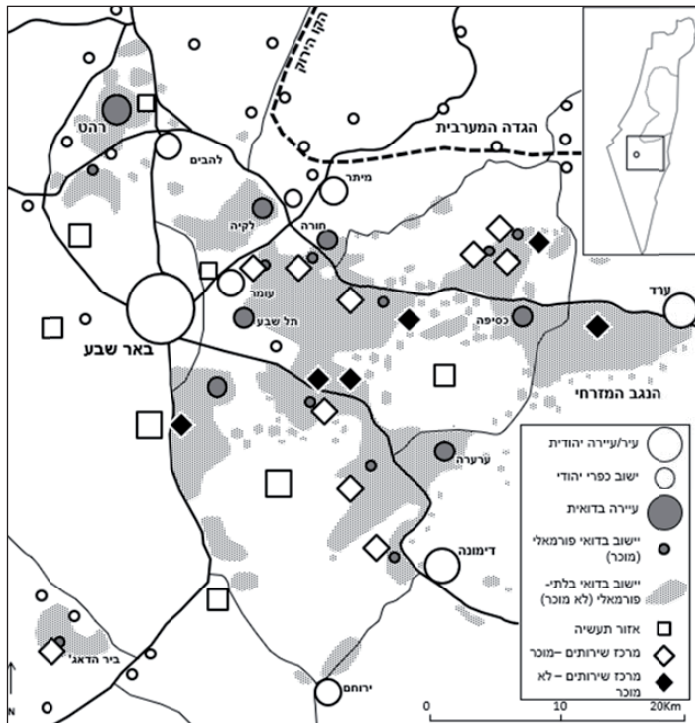 הקו הירוק
הגדה המערבית
רהט
להבים
מיתר
לקיה
חורה
עומר
תל שבע
באר שבע
כסיפה
ערד
הנגב המזרחי
ערערה
דימונה
ביר הדאג'
ירוחם
עיר/עיירה יהודית
ישוב כפרי יהודי
עיירה בדואית
יישוב בדואי פורמאלי
(מוכר)
יישוב בדואי בלתי-
פורמאלי (לא מוכר)
אזור תעשיה
מרכז שירותים –מוכר
מרכז שירותים – לא
מוכר
N
0 10 20Km